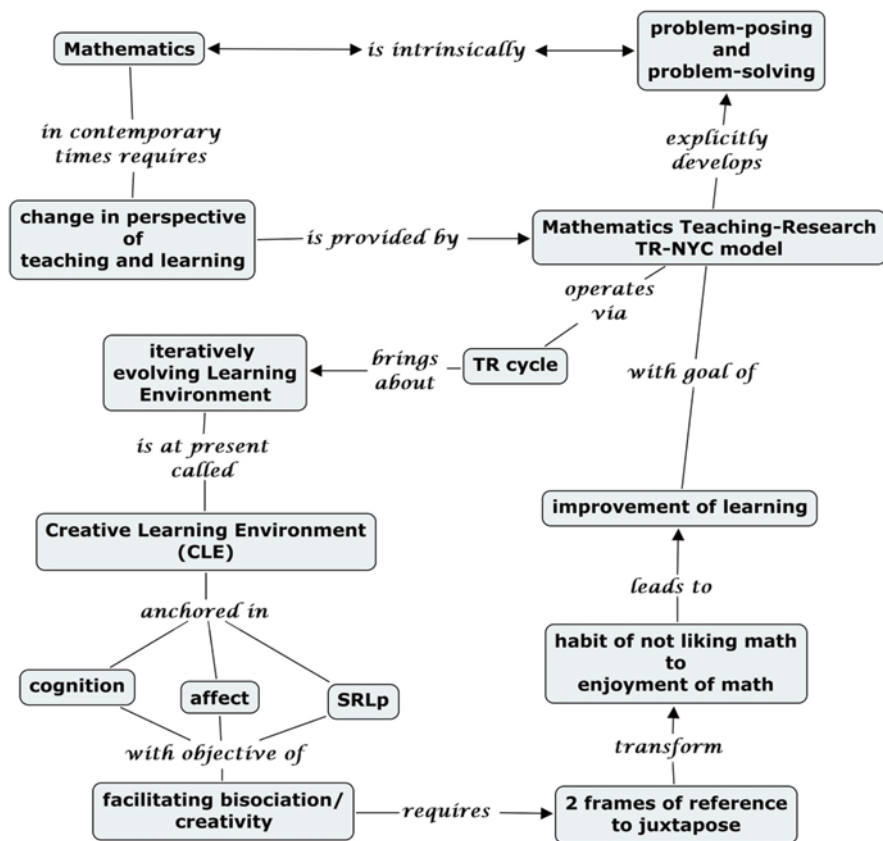 Mathematics
is intrinsically
problem-posing
and
problem-solving
in contemporary
times requires
explicitly
develops
change in perspective
of
teaching and learning
is provided by
Mathematics Teaching-Research
TR-NYC model
operates
via
iteratively
evolving Learning
Environment
brings
about
TR cycle
with goal of
is at present
called
improvement of learning
Creative Learning Environment
(CLE)
leads to
anchored in
habit of not liking math
to
enjoyment of math
cognition
affect
SRLp
with objective of
transform
facilitating bisociation/
creativity
requires
2 frames of reference
to juxtapose